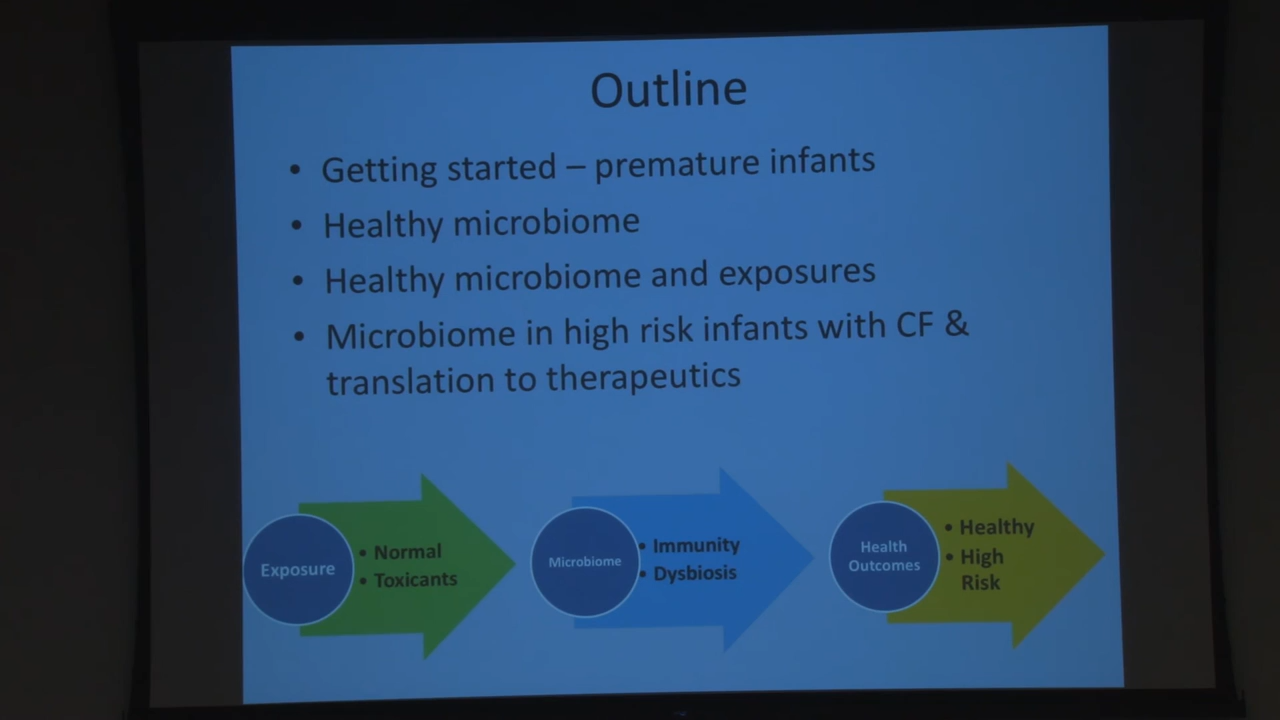 Outline
• Getting started – premature infants
• Healthy microbiome
• Healthy microbiome and exposures
• Microbiome in high risk infants with CF &
translation to therapeutics
Exposure
• Normal
• Toxicants
Microbiome
• Immunity
• Dysbiosis
Health
Outcomes
• Healthy
• High
Risk